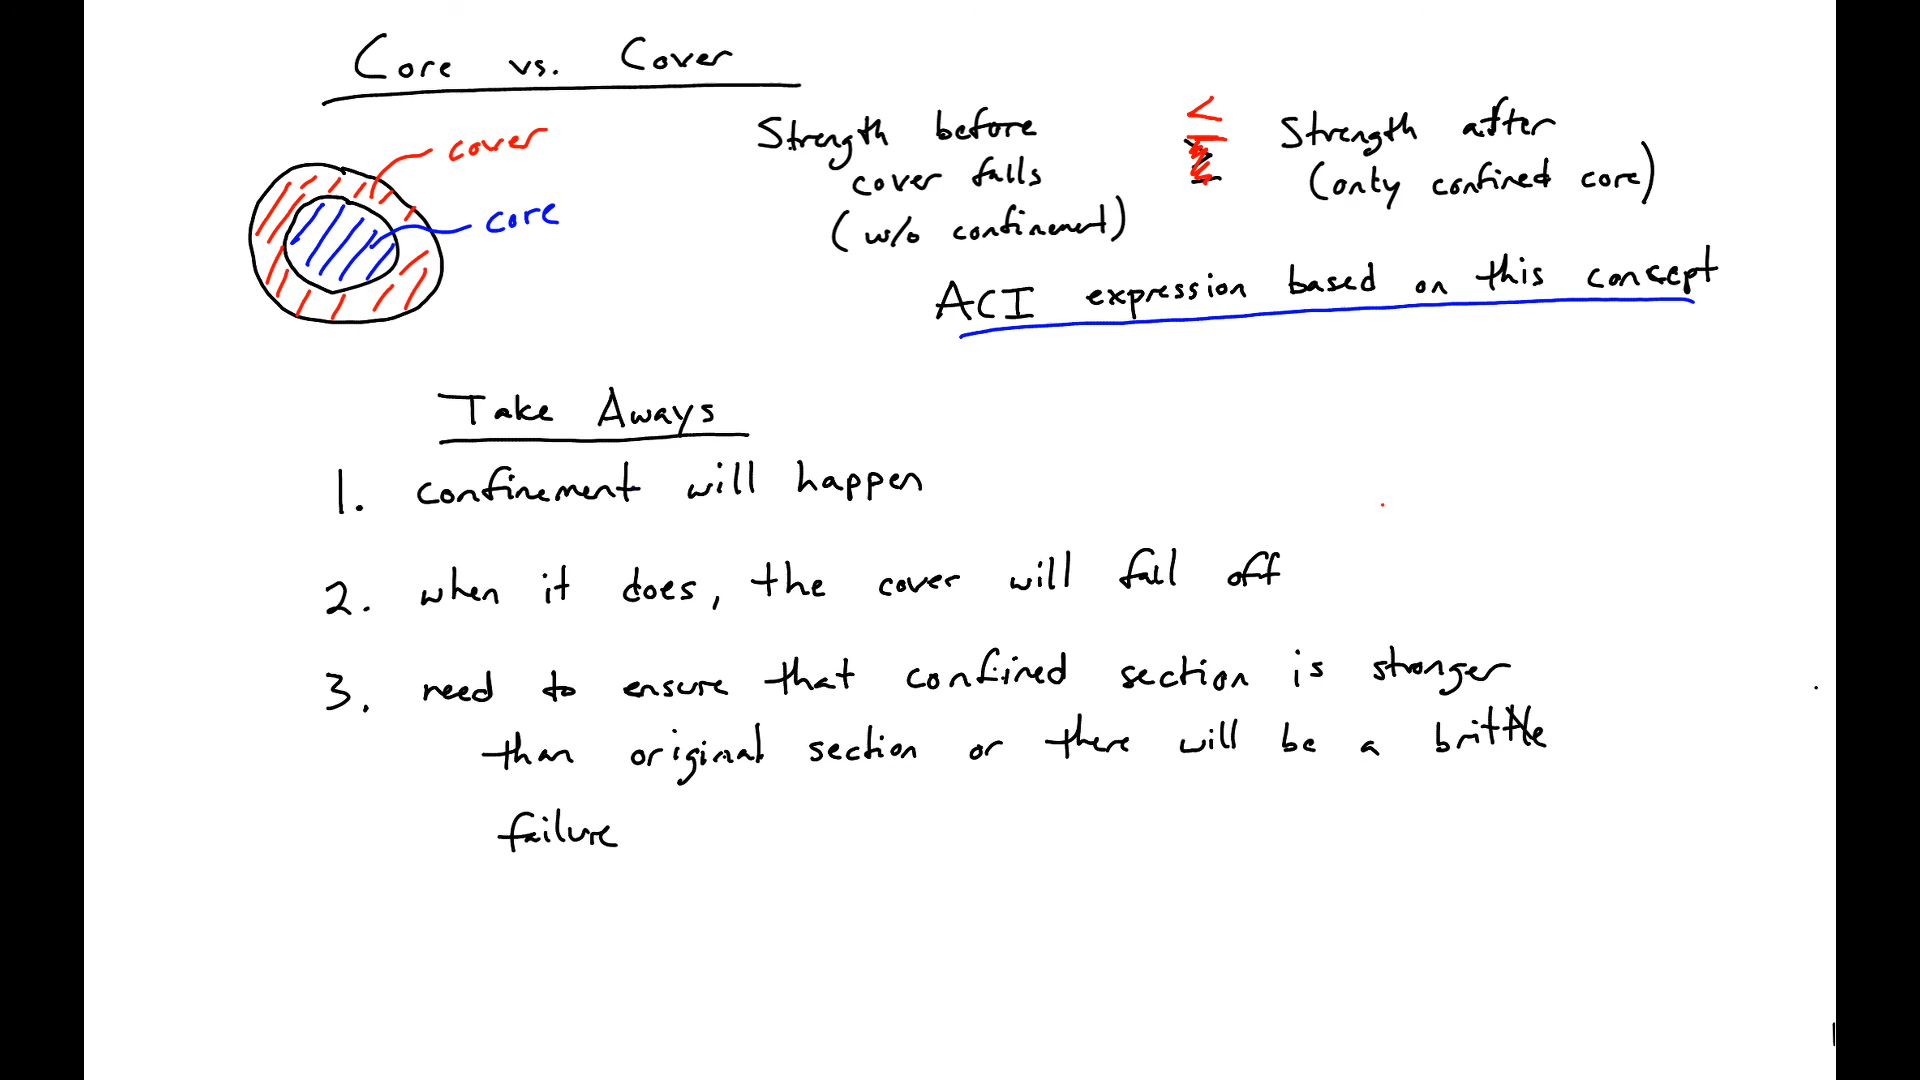 Core vs. Cover
cover
core
Strength before ≤ Strength after
cover falls (only confined core)
(w/o confinement)
ACI expression based on this concept
Take Aways
1. confinement will happen
2. when it does, the cover will fall off
3. need to ensure that confined section is stronger
than original section or there will be a brittle
failure